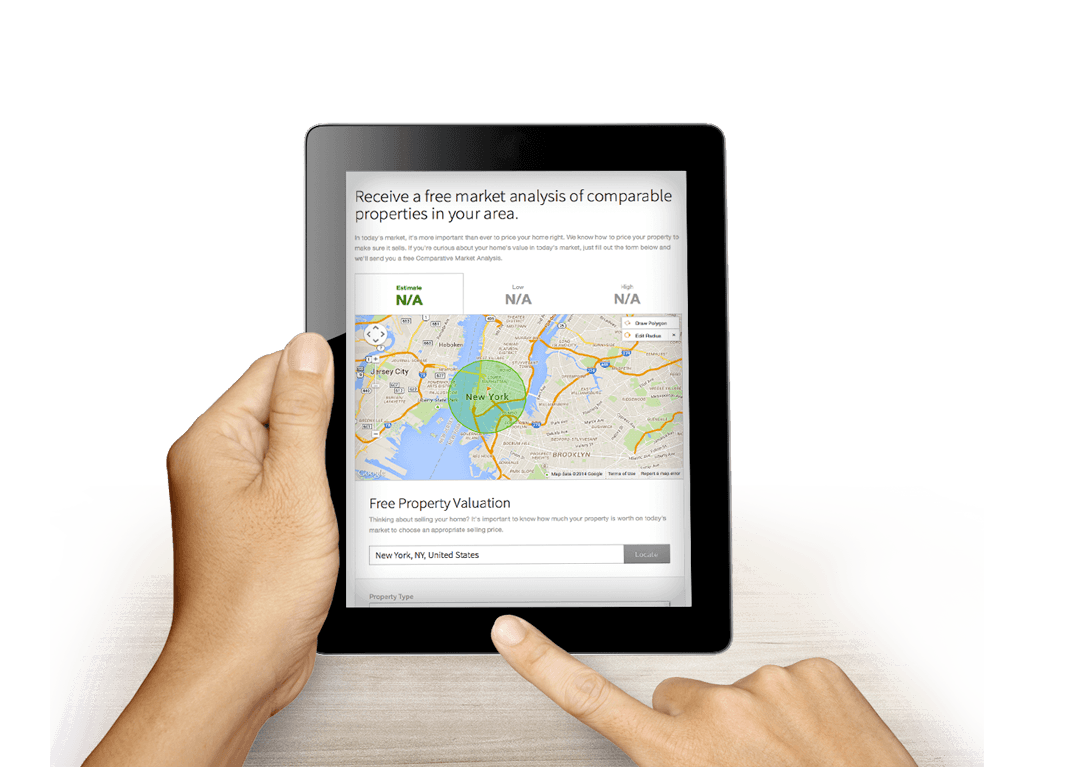 Receive a free market analysis of comparable
properties in your area.
In today's market, it's more important than ever to price your home right. We know how to price your property to
make sure it sells. If you're curious about your home's value in today's market, just fill out the form below and
we'll send you a free Comparative Market Analysis.
Estimate
N/A
Low
N/A
High
N/A
Draw Polygon
Edit Radius
Hoboken
Jersey City
New York
BROOKLYN
Map Data ©2014 Google
Terms of Use
Report a map error
Free Property Valuation
Thinking about selling your home? It's important to know how much your property is worth on today's
market to choose an appropriate selling price.
New York, NY, United States
Locate
Property Type